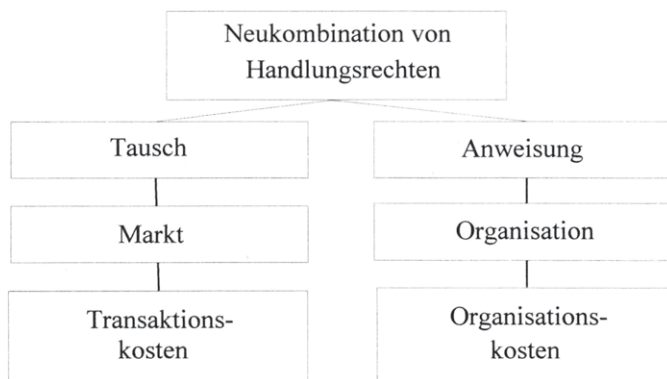 Neukombination von
Handlungsrechten
Tausch
Anweisung
Markt
Organisation
Transaktions-
kosten
Organisations-
kosten